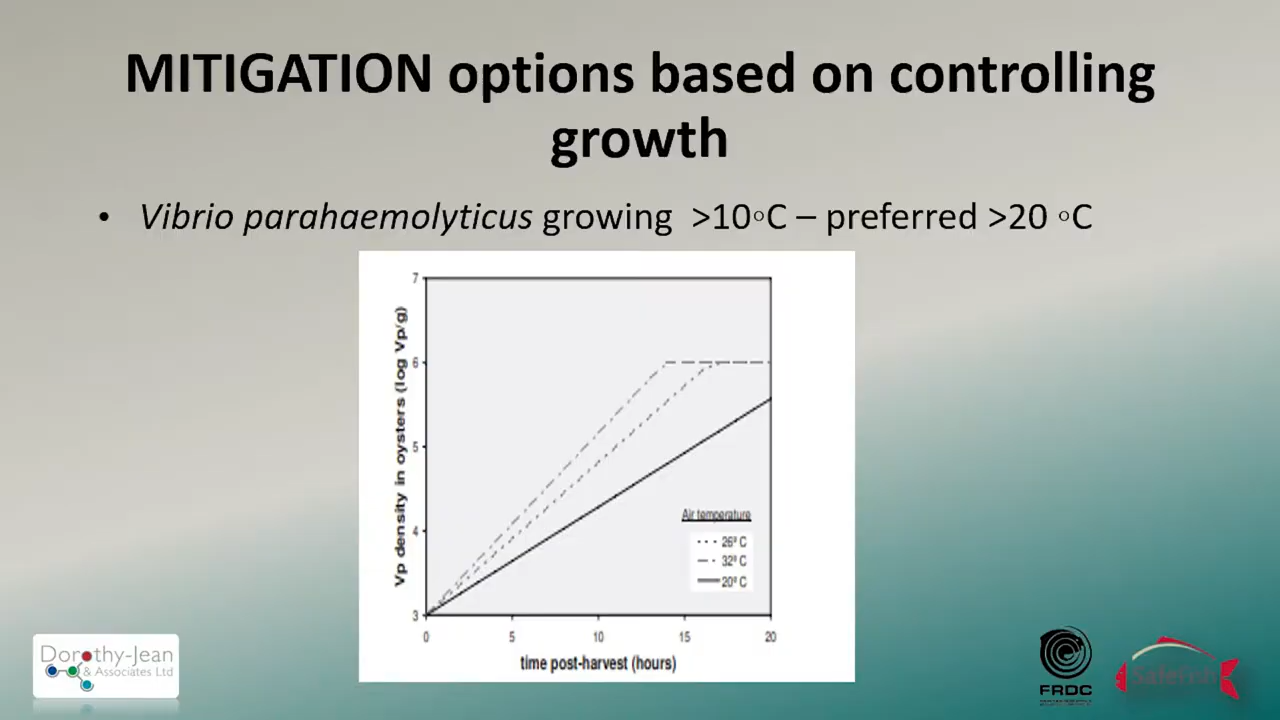 MITIGATION options based on controlling
growth
• Vibrio parahaemolyticus growing >10◦C – preferred >20 ◦C
Vp density in oysters (log Vp/g)
7
6
5
4
3
0 5 10 15 20
time post-harvest (hours)
Air temperature
26º C
32º C
20º C
Dorothy-Jean
& Associates Ltd
FRDC
SafeFish